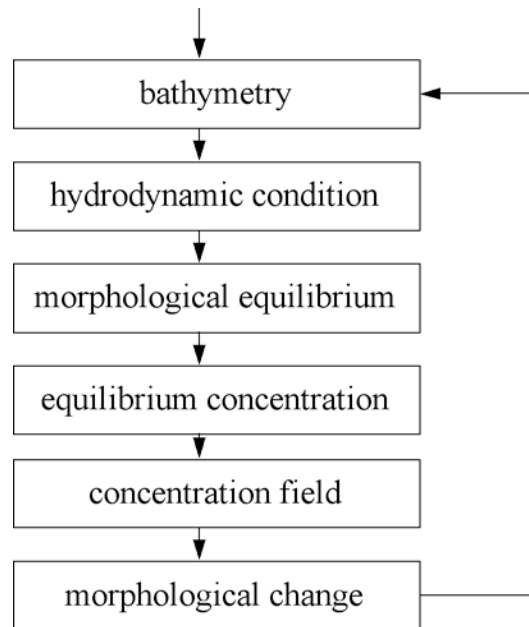 bathymetry
hydrodynamic condition
morphological equilibrium
equilibrium concentration
concentration field
morphological change